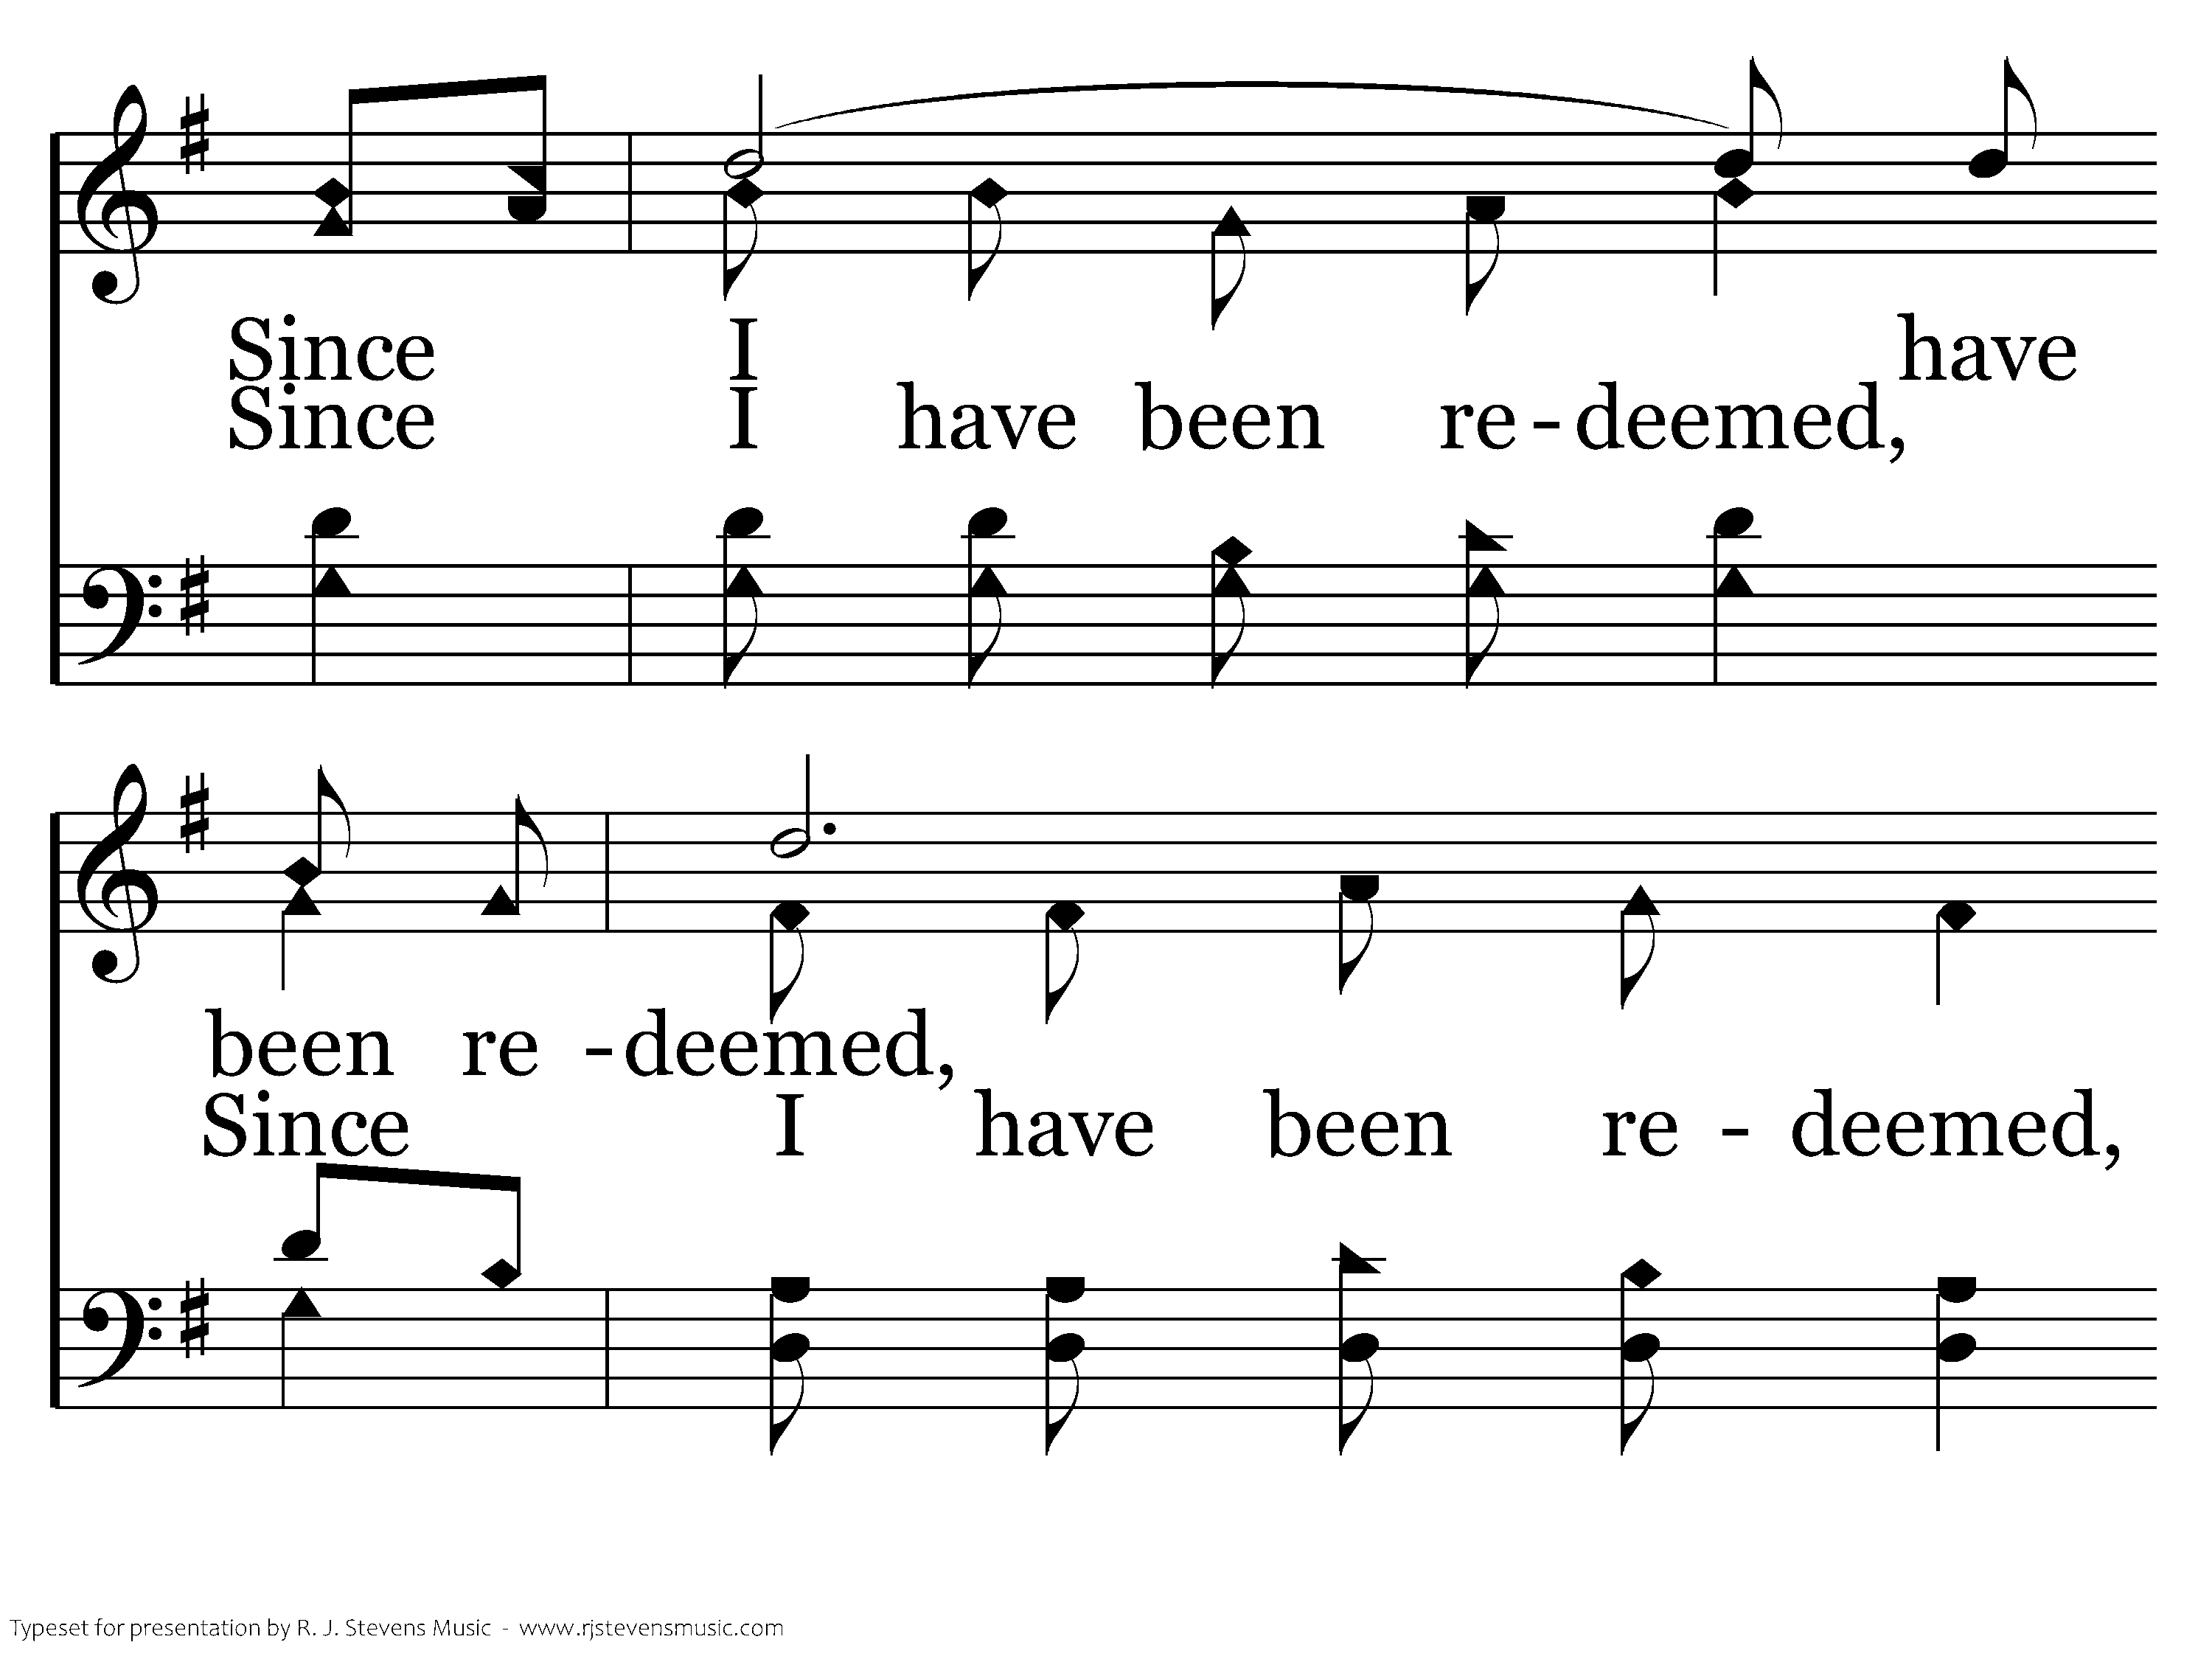 Since I have
Since I have been re-deemed,
been re-deemed,
Since I have been re-deemed,
Typeset for presentation by R. J. Stevens Music - www.rjstevensmusic.com